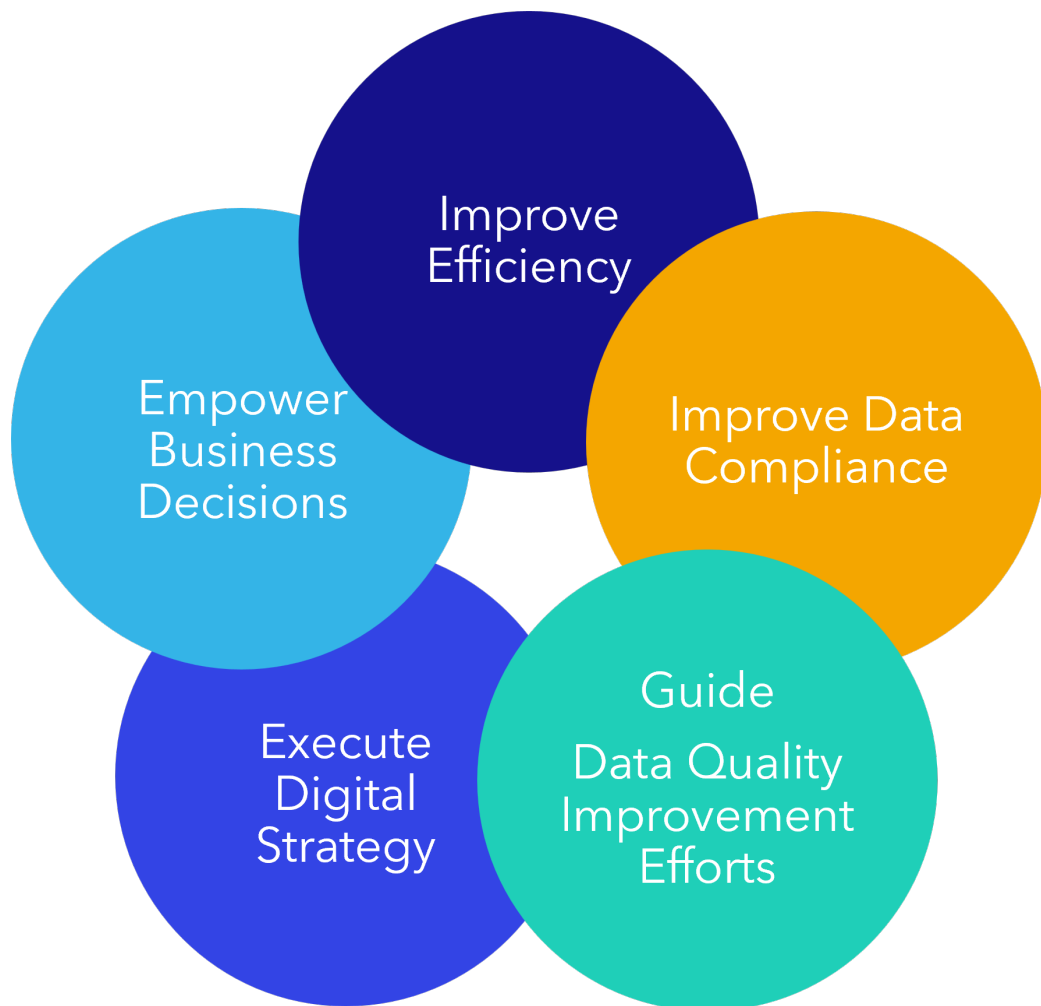 Improve
Efficiency
Improve Data
Compliance
Guide
Data Quality
Improvement
Efforts
Execute
Digital
Strategy
Empower
Business
Decisions